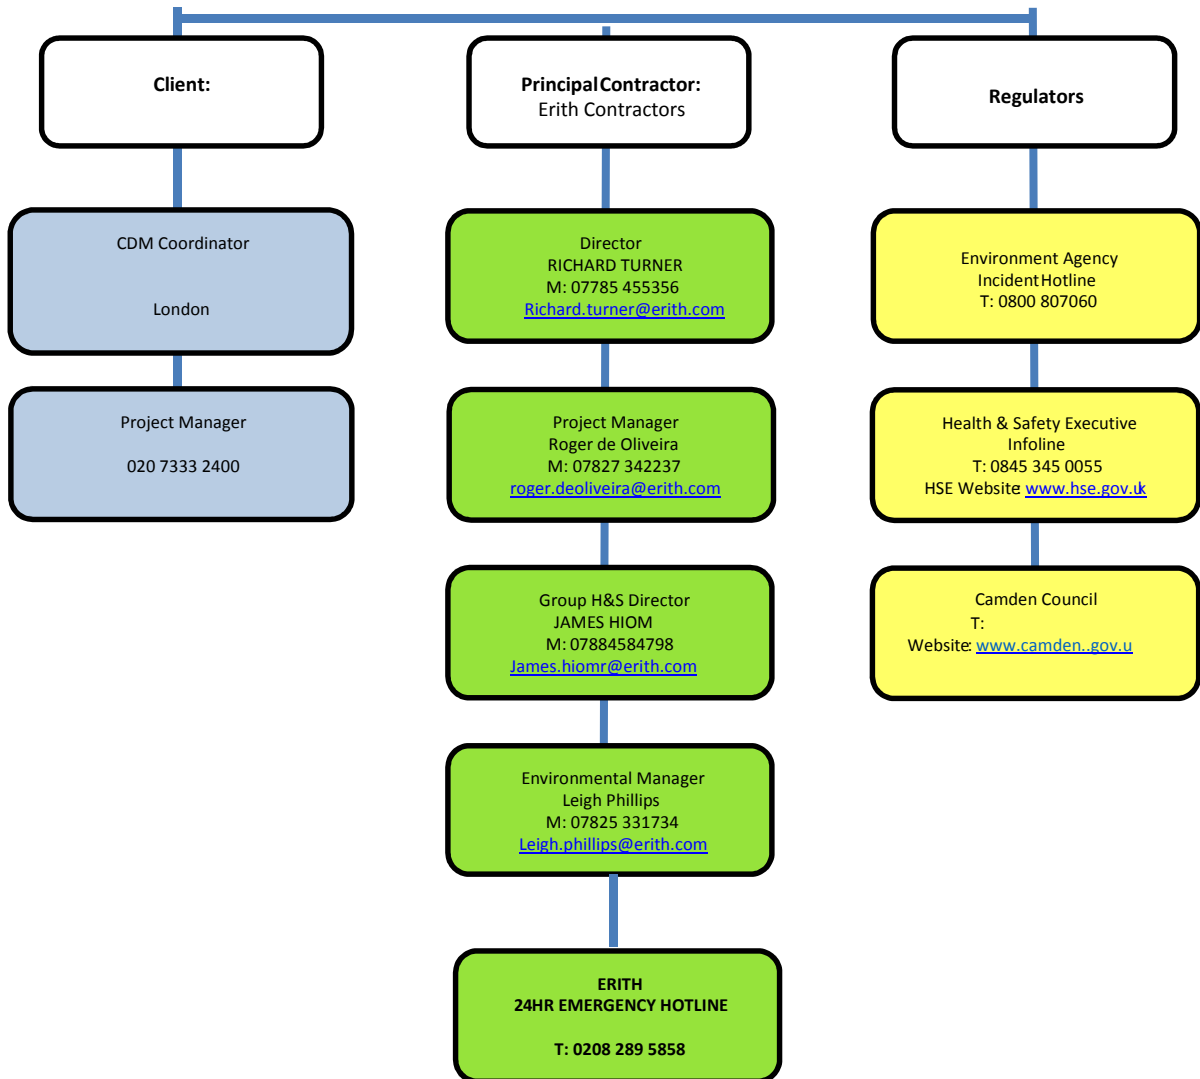 Client:
Principal Contractor:
Erith Contractors
Regulators
CDM Coordinator
London
Director
RICHARD TURNER
M: 07785 455356
Richard.turner@erith.com
Environment Agency
Incident Hotline
T: 0800 807060
Project Manager
020 7333 2400
Project Manager
Roger de Oliveira
M: 07827 342237
roger.deoliveira@erith.com
Health & Safety Executive
Infoline
T: 0845 345 0055
HSE Website: www.hse.gov.uk
Group H&S Director
JAMES HIOM
M: 07884584798
James.hiomr@erith.com
Camden Council
T:
Website: www.camden..gov.u
Environmental Manager
Leigh Phillips
M: 07825 331734
Leigh.phillips@erith.com
ERITH
24HR EMERGENCY HOTLINE
T: 0208 289 5858